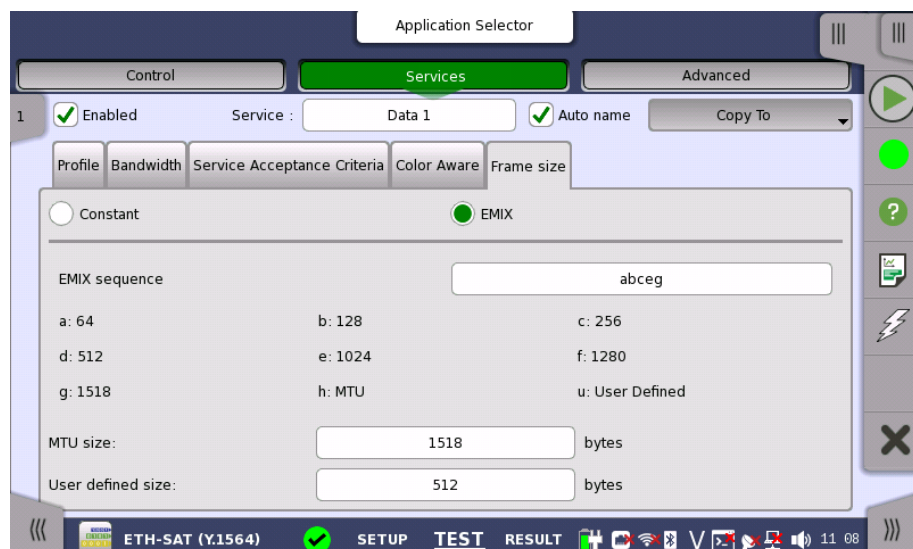 Application Selector
Control Services Advanced
1 Enabled Service : Data 1 Auto name Copy To
Profile Bandwidth Service Acceptance Criteria Color Aware Frame size
Constant EMIX
EMIX sequence abceg
a: 64 b: 128 c: 256
d: 512 e: 1024 f: 1280
g: 1518 h: MTU u: User Defined
MTU size: 1518 bytes
User defined size: 512 bytes
ETH-SAT (Y.1564) SETUP TEST RESULT V 11 08